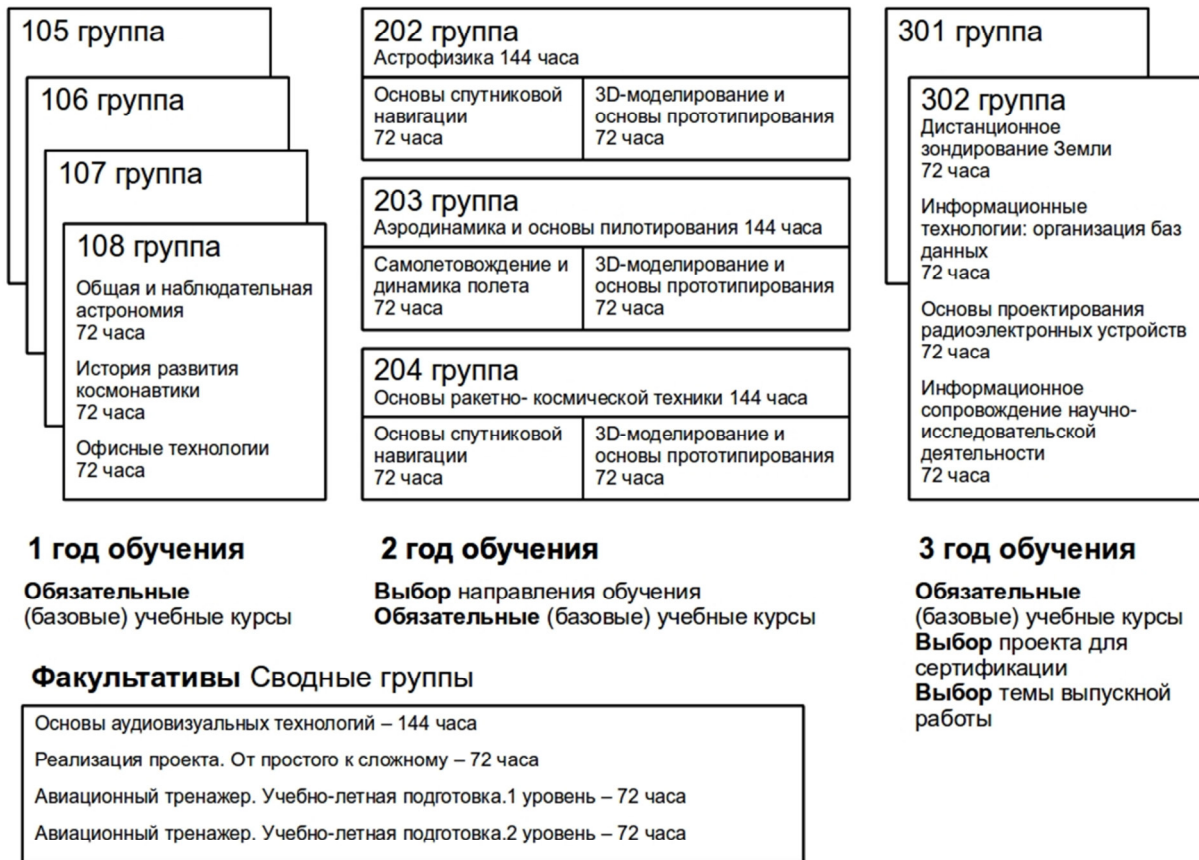 105 группа
106 группа
107 группа
108 группа
Общая и наблюдательная
астрономия
72 часа
История развития
космонавтики
72 часа
Офисные технологии
72 часа
202 группа
Астрофизика 144 часа
Основы спутниковой
навигации
72 часа
3D-моделирование и
основы прототипирования
72 часа
203 группа
Аэродинамика и основы пилотирования 144 часа
Самолетовождение и
динамика полета
72 часа
3D-моделирование и
основы прототипирования
72 часа
204 группа
Основы ракетно- космической техники 144 часа
Основы спутниковой
навигации
72 часа
3D-моделирование и
основы прототипирования
72 часа
301 группа
302 группа
Дистанционное
зондирование Земли
72 часа
Информационные
технологии: организация баз
данных
72 часа
Основы проектирования
радиоэлектронных устройств
72 часа
Информационное
сопровождение научно-
исследовательской
деятельности
72 часа
1 год обучения
Обязательные
(базовые) учебные курсы
2 год обучения
Выбор направления обучения
Обязательные (базовые) учебные курсы
3 год обучения
Обязательные
(базовые) учебные курсы
Выбор проекта для
сертификации
Выбор темы выпускной
работы
Факультативы Сводные группы
Основы аудиовизуальных технологий – 144 часа
Реализация проекта. От простого к сложному – 72 часа
Авиационный тренажер. Учебно-летная подготовка.1 уровень – 72 часа
Авиационный тренажер. Учебно-летная подготовка.2 уровень – 72 часа